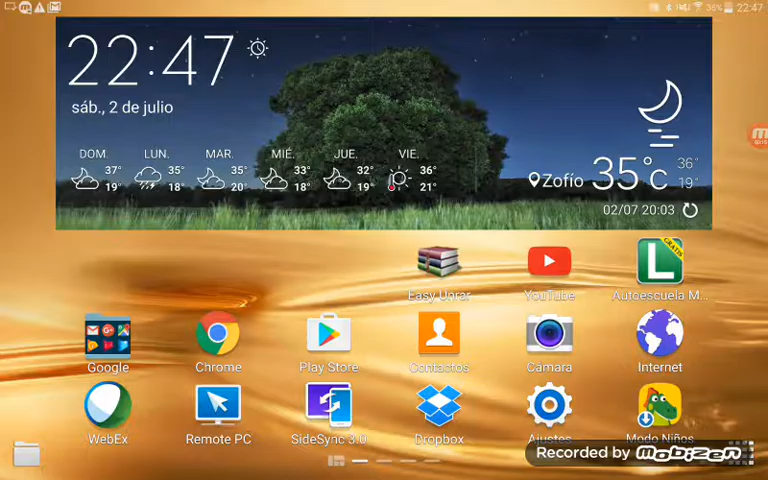 36% 22:47
22:47
sáb., 2 de julio
DOM. LUN. MAR. MIÉ. JUE. VIE.
37° 35° 35° 33° 32° 36°
19° 18° 20° 18° 19° 21°
Zofío 35°c 36°
19°
02/07 20:03
GRATIS
L
Easy Unrar YouTube Autoescuela M...
Google Chrome Play Store Contactos Cámara Internet
WebEx Remote PC SideSync 3.0 Dropbox Ajustes Modo Niños
Recorded by MOBIZEN